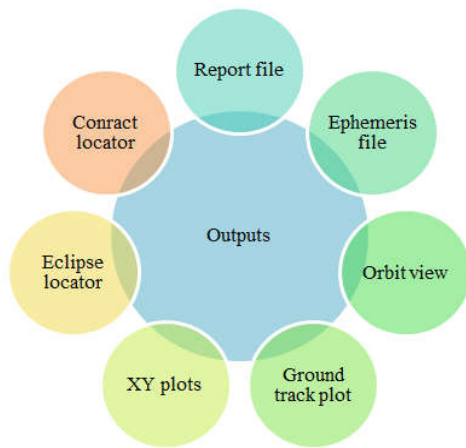 Report file
Ephemeris
file
Orbit view
Ground
track plot
XY plots
Eclipse
locator
Conract
locator
Outputs